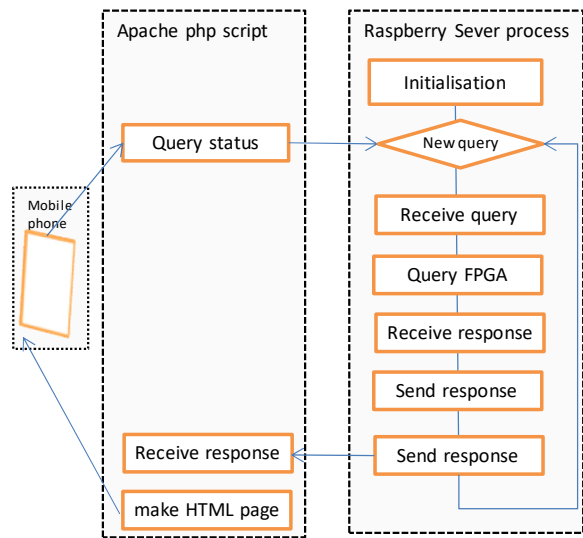 Apache php script
Raspberry Sever process
Initialisation
Query status
New query
Mobile
phone
Receive query
Query FPGA
Receive response
Send response
Receive response
Send response
make HTML page